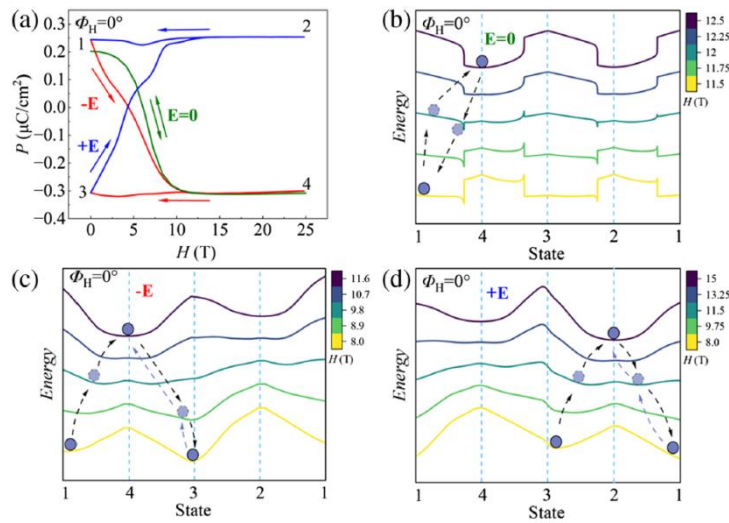 (a)
Φ_H=0°
0.3
0.2
0.1
0.0
−0.1
−0.2
−0.3
−0.4
P (μC/cm²)
1
2
3
4
-E
+E
E=0
0 5 10 15 20 25
H (T)
(b)
Φ_H=0°
E=0
Energy
1 4 3 2 1
State
12.5
12.25
12
11.75
11.5
H (T)
(c)
Φ_H=0°
-E
Energy
1 4 3 2 1
State
11.6
10.7
9.8
8.9
8.0
H (T)
(d)
Φ_H=0°
+E
Energy
1 4 3 2 1
State
15
13.25
11.5
9.75
8.0
H (T)